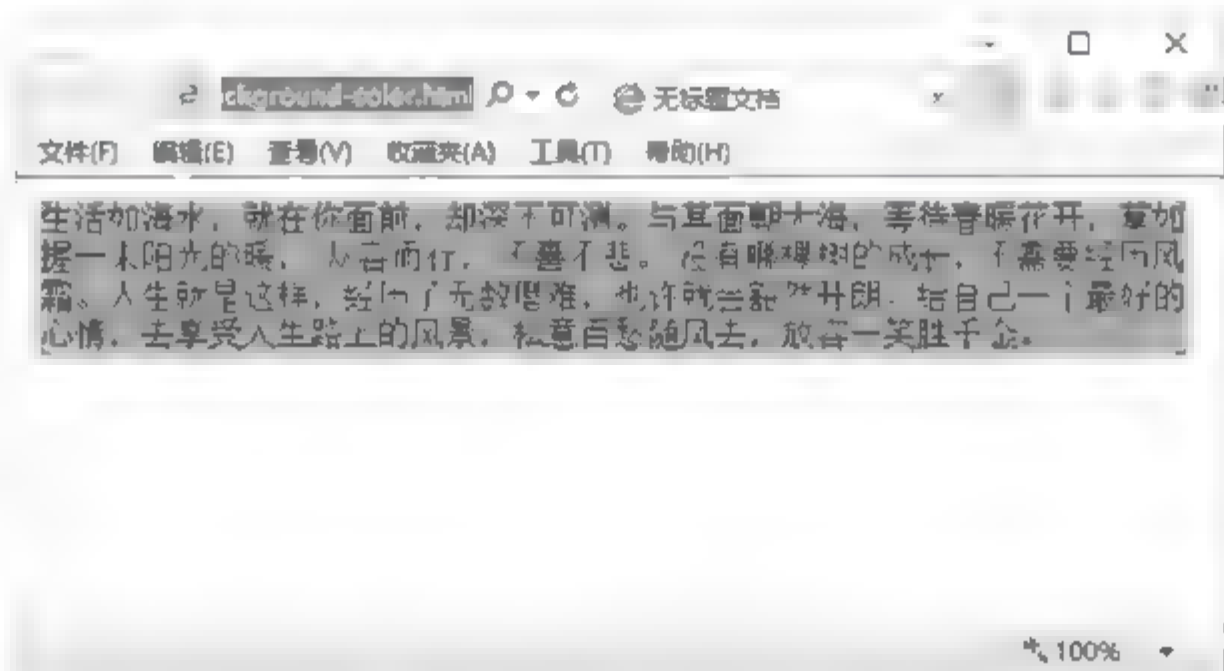 ckground-color.html 无标题文档
文件(F) 编辑(E) 查看(V) 收藏夹(A) 工具(T) 帮助(H)
生活如海水，就在你面前，却深不可测。与其面朝大海，等待春暖花开，莫如
握一米阳光的暖，从容而行，不喜不悲。没有哪棵树的成长，不需要经历风
霜。人生就是这样，经历了无数磨难，也许就会豁然开朗。给自己一个最好的
心情，去享受人生路上的风景，私意百愁随风去，放吞一笑胜千金。
100%